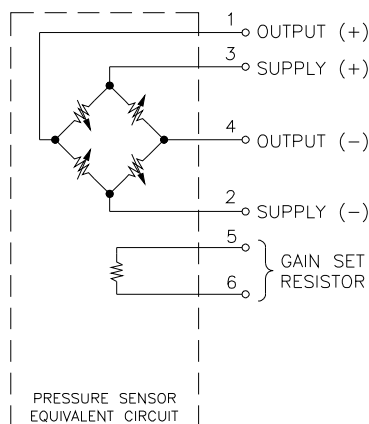 1 OUTPUT (+)
3 SUPPLY (+)
4 OUTPUT (-)
2 SUPPLY (-)
5
GAIN SET
RESISTOR
6
PRESSURE SENSOR
EQUIVALENT CIRCUIT